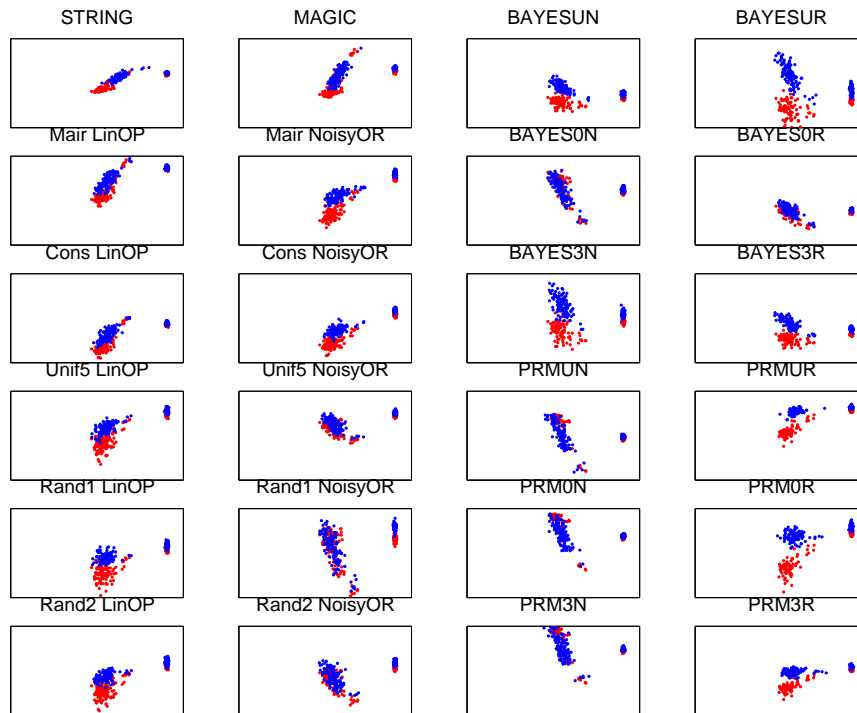 STRING MAGIC BAYESUN BAYESUR
Mair LinOP Mair NoisyOR BAYES0N BAYES0R
Cons LinOP Cons NoisyOR BAYES3N BAYES3R
Unif5 LinOP Unif5 NoisyOR PRMUN PRMUR
Rand1 LinOP Rand1 NoisyOR PRM0N PRM0R
Rand2 LinOP Rand2 NoisyOR PRM3N PRM3R